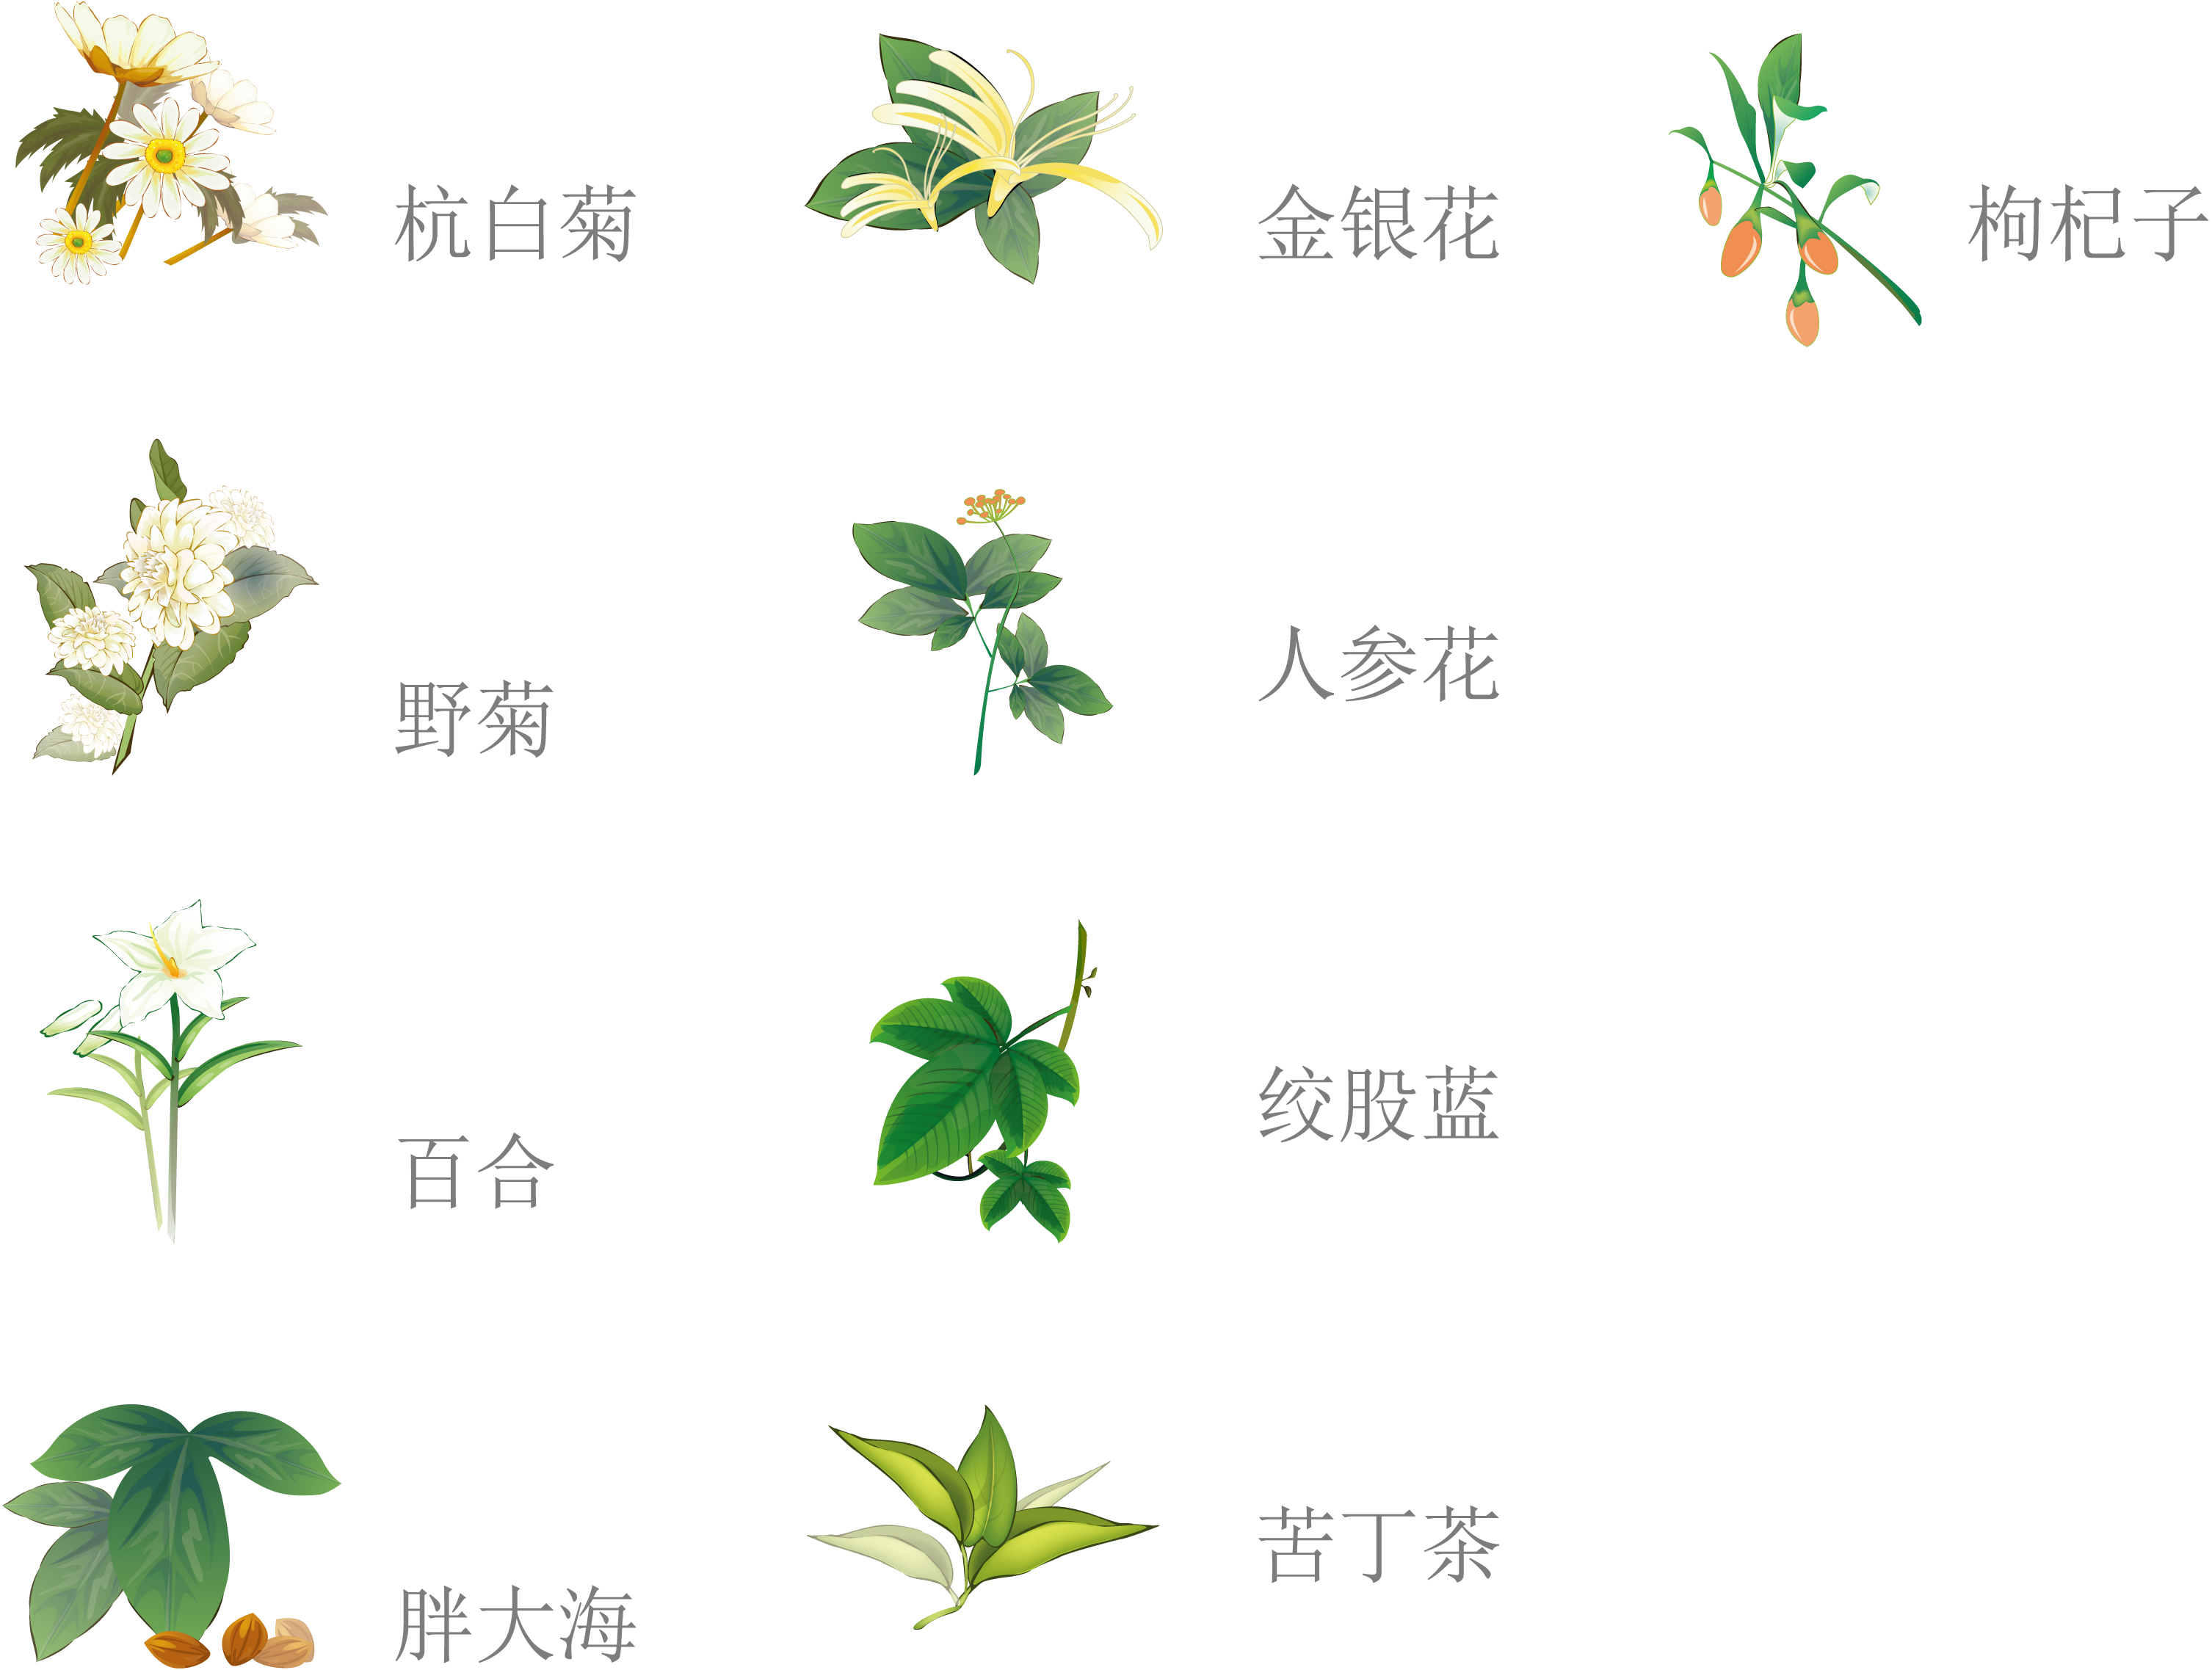 杭白菊
金银花
枸杞子
野菊
人参花
百合
绞股蓝
胖大海
苦丁茶